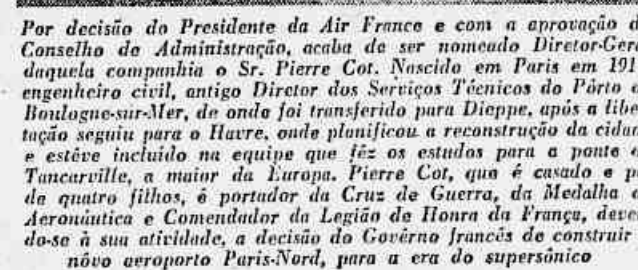 Por decisão do Presidente da Air France e com a aprovação d
Conselho de Administração, acaba de ser nomeado Diretor-Gera
daquela companhia o Sr. Pierre Cot. Nascido em Paris em 191
engenheiro civil, antigo Diretor dos Serviços Técnicos do Pôrto d
Boulogne-sur-Mer, de onde foi transferido para Dieppe, após a libe
tação seguiu para o Havre, onde planificou a reconstrução da cidad
e estêve incluído na equipe que fêz os estudos para a ponte d
Tancarville, a maior da Europa. Pierre Cot, que é casado e pa
de quatro filhos, é portador da Cruz de Guerra, da Medalha d
Aeronáutica e Comendador da Legião de Honra da França, deven
do-se à sua atividade, a decisão do Govêrno francês de construir
nôvo aeroporto Paris-Nord, para a era do supersônico